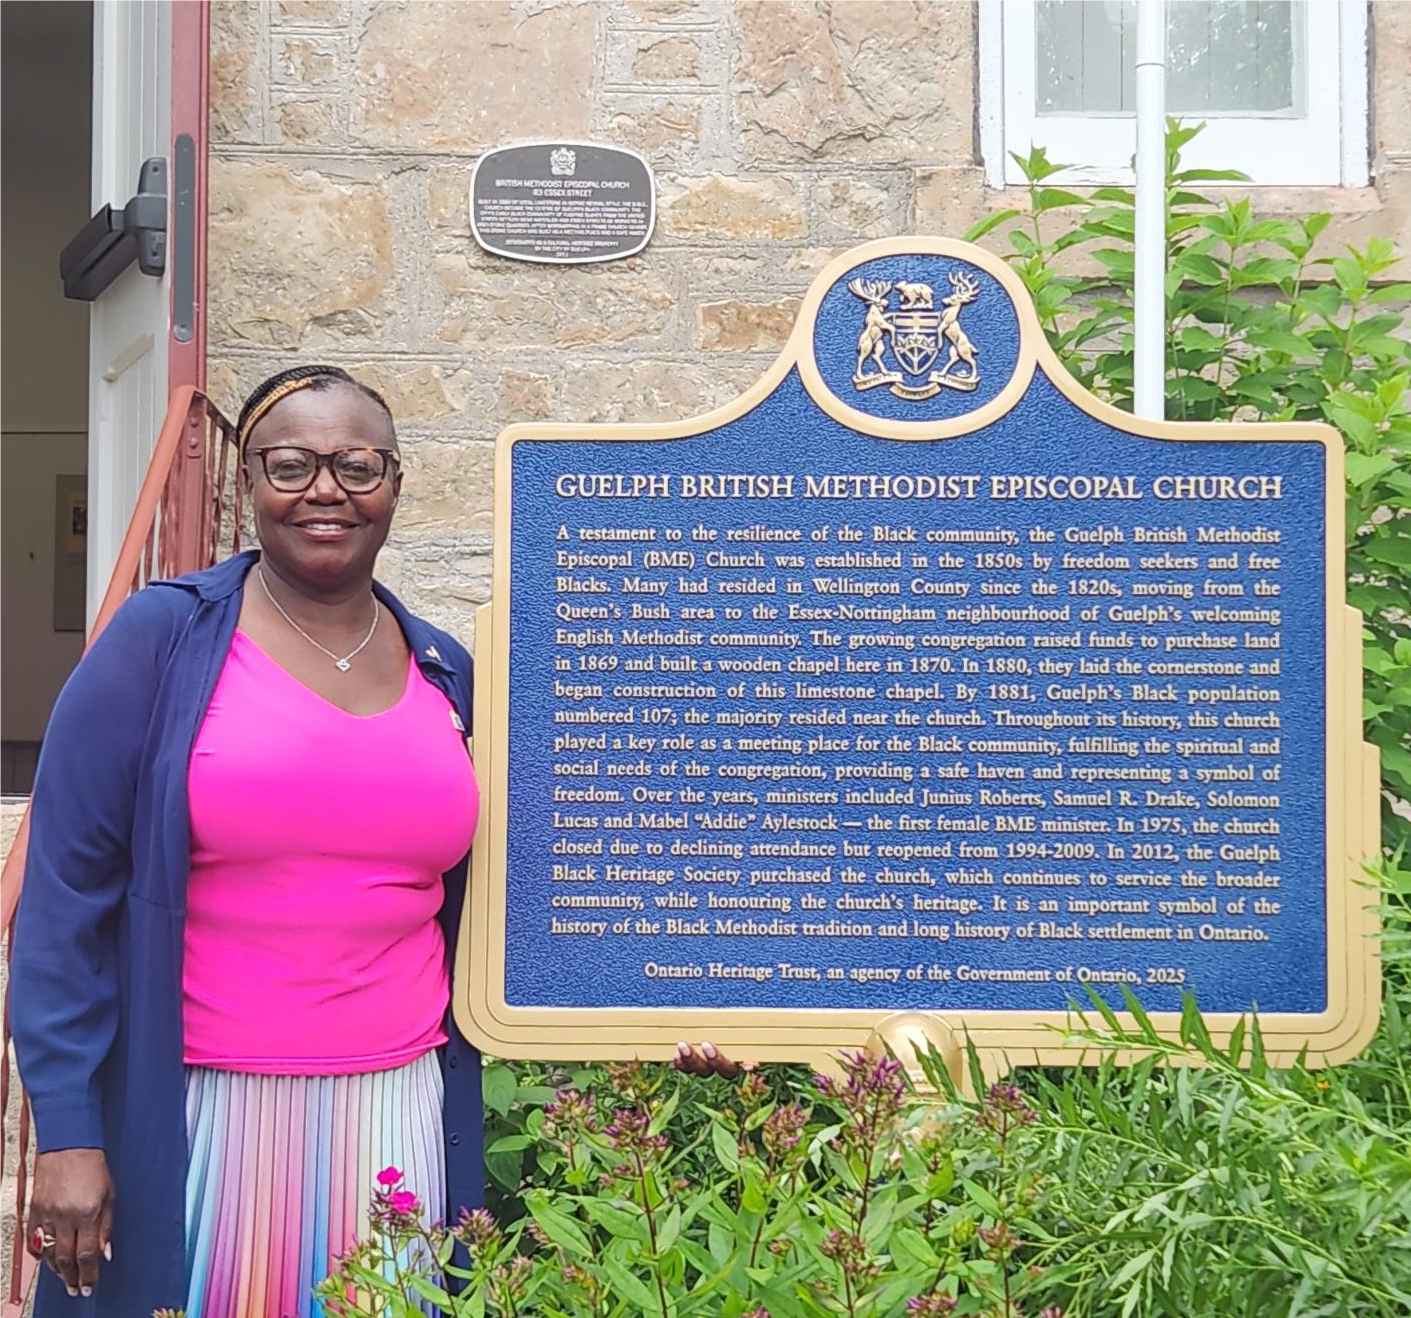 BRITISH METHODIST EPISCOPAL CHURCH
83 ESSEX STREET
DESIGNATED AS A CULTURAL HERITAGE PROPERTY
BY THE CITY OF GUELPH
GUELPH BRITISH METHODIST EPISCOPAL CHURCH
A testament to the resilience of the Black community, the Guelph British Methodist
Episcopal (BME) Church was established in the 1850s by freedom seekers and free
Blacks. Many had resided in Wellington County since the 1820s, moving from the
Queen's Bush area to the Essex-Nottingham neighbourhood of Guelph's welcoming
English Methodist community. The growing congregation raised funds to purchase land
in 1869 and built a wooden chapel here in 1870. In 1880, they laid the cornerstone and
began construction of this limestone chapel. By 1881, Guelph's Black population
numbered 107; the majority resided near the church. Throughout its history, this church
played a key role as a meeting place for the Black community, fulfilling the spiritual and
social needs of the congregation, providing a safe haven and representing a symbol of
freedom. Over the years, ministers included Junius Roberts, Samuel R. Drake, Solomon
Lucas and Mabel “Addie” Aylestock — the first female BME minister. In 1975, the church
closed due to declining attendance but reopened from 1994-2009. In 2012, the Guelph
Black Heritage Society purchased the church, which continues to service the broader
community, while honouring the church's heritage. It is an important symbol of the
history of the Black Methodist tradition and long history of Black settlement in Ontario.
Ontario Heritage Trust, an agency of the Government of Ontario, 2025